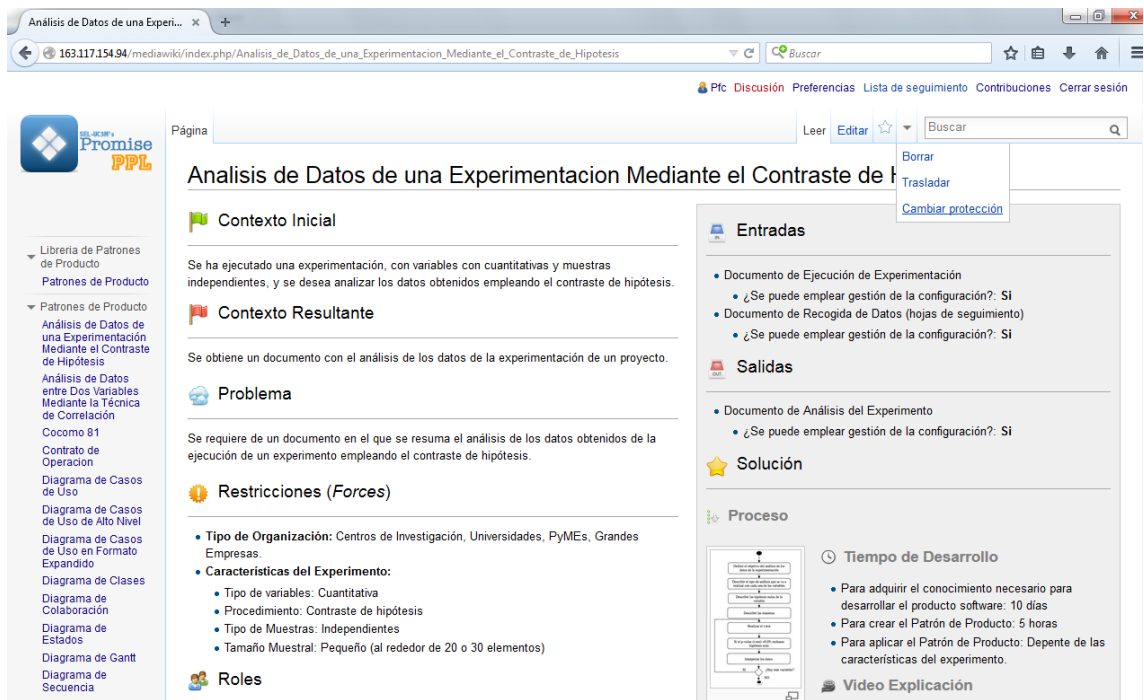 Análisis de Datos de una Experi...
163.117.154.94/mediawiki/index.php/Analisis_de_Datos_de_una_Experimentacion_Mediante_el_Contraste_de_Hipotesis
Buscar
Pfc Discusión Preferencias Lista de seguimiento Contribuciones Cerrar sesión
SEL-UC3M's
Promise
PPL
Página
Leer Editar
Buscar
Borrar
Trasladar
Cambiar protección
Analisis de Datos de una Experimentacion Mediante el Contraste de H
Libreria de Patrones
de Producto
Patrones de Producto
Patrones de Producto
Análisis de Datos de
una Experimentación
Mediante el Contraste
de Hipótesis
Análisis de Datos
entre Dos Variables
Mediante la Técnica
de Correlación
Cocomo 81
Contrato de
Operacion
Diagrama de Casos
de Uso
Diagrama de Casos
de Uso de Alto Nivel
Diagrama de Casos
de Uso en Formato
Expandido
Diagrama de Clases
Diagrama de
Colaboración
Diagrama de
Estados
Diagrama de Gantt
Diagrama de
Secuencia
Contexto Inicial
Se ha ejecutado una experimentación, con variables con cuantitativas y muestras
independientes, y se desea analizar los datos obtenidos empleando el contraste de hipótesis.
Contexto Resultante
Se obtiene un documento con el análisis de los datos de la experimentación de un proyecto.
Problema
Se requiere de un documento en el que se resuma el análisis de los datos obtenidos de la
ejecución de un experimento empleando el contraste de hipótesis.
Restricciones (Forces)
Tipo de Organización: Centros de Investigación, Universidades, PyMEs, Grandes
Empresas.
Características del Experimento:
Tipo de variables: Cuantitativa
Procedimiento: Contraste de hipótesis
Tipo de Muestras: Independientes
Tamaño Muestral: Pequeño (al rededor de 20 o 30 elementos)
Roles
IN
Entradas
Documento de Ejecución de Experimentación
¿Se puede emplear gestión de la configuración?: Si
Documento de Recogida de Datos (hojas de seguimiento)
¿Se puede emplear gestión de la configuración?: Si
OUT
Salidas
Documento de Análisis del Experimento
¿Se puede emplear gestión de la configuración?: Si
Solución
Proceso
Tiempo de Desarrollo
Para adquirir el conocimiento necesario para
desarrollar el producto software: 10 días
Para crear el Patrón de Producto: 5 horas
Para aplicar el Patrón de Producto: Depente de las
características del experimento.
Video Explicación